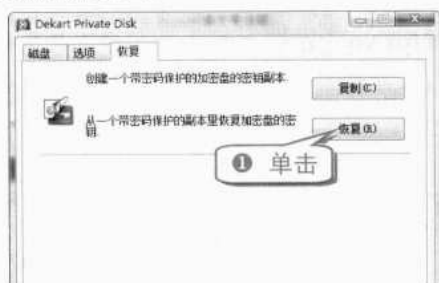 Dekart Private Disk
磁盘 选项 恢复
创建一个带密码保护的加密盘的密钥副本.
复制(C)
从一个带密码保护的副本里恢复加密盘的密
钥.
恢复(R)
❶ 单击